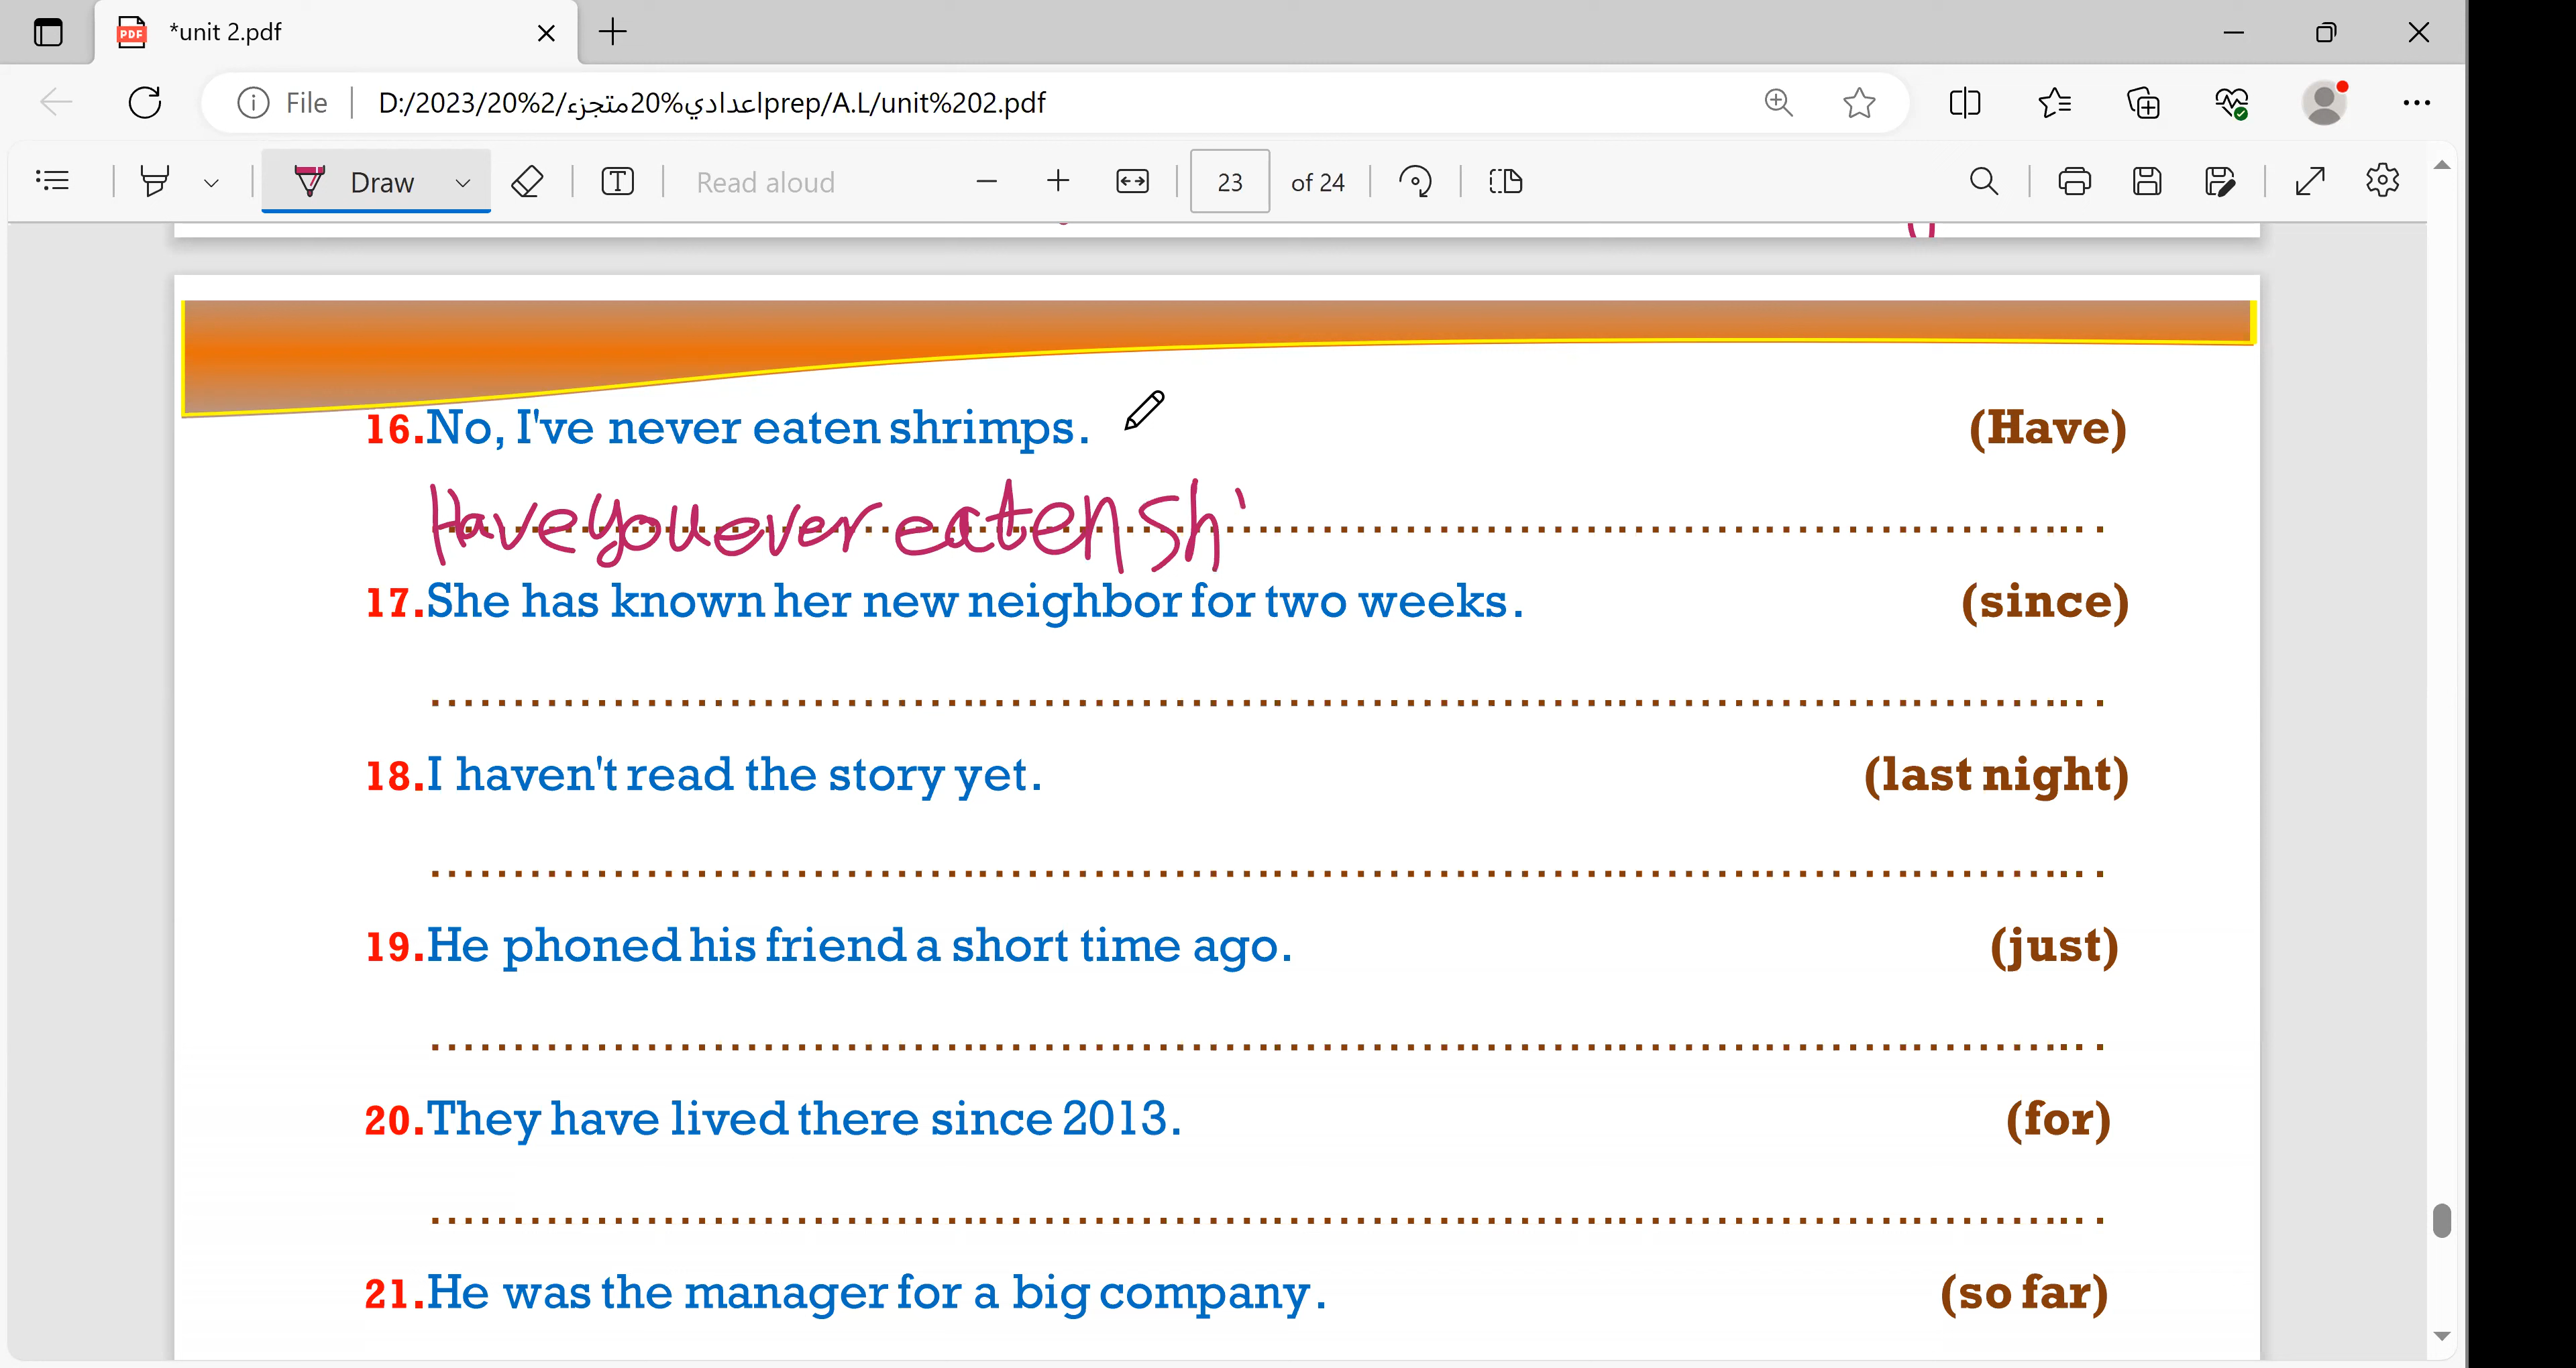 *unit 2.pdf
File D:/2023/20%2/اعدادي%20متجزء/prep/A.L/unit%202.pdf
Draw Read aloud 23 of 24
16.No, I've never eaten shrimps. (Have)
Have you ever eaten sh
17.She has known her new neighbor for two weeks. (since)
18.I haven't read the story yet. (last night)
19.He phoned his friend a short time ago. (just)
20.They have lived there since 2013. (for)
21.He was the manager for a big company. (so far)